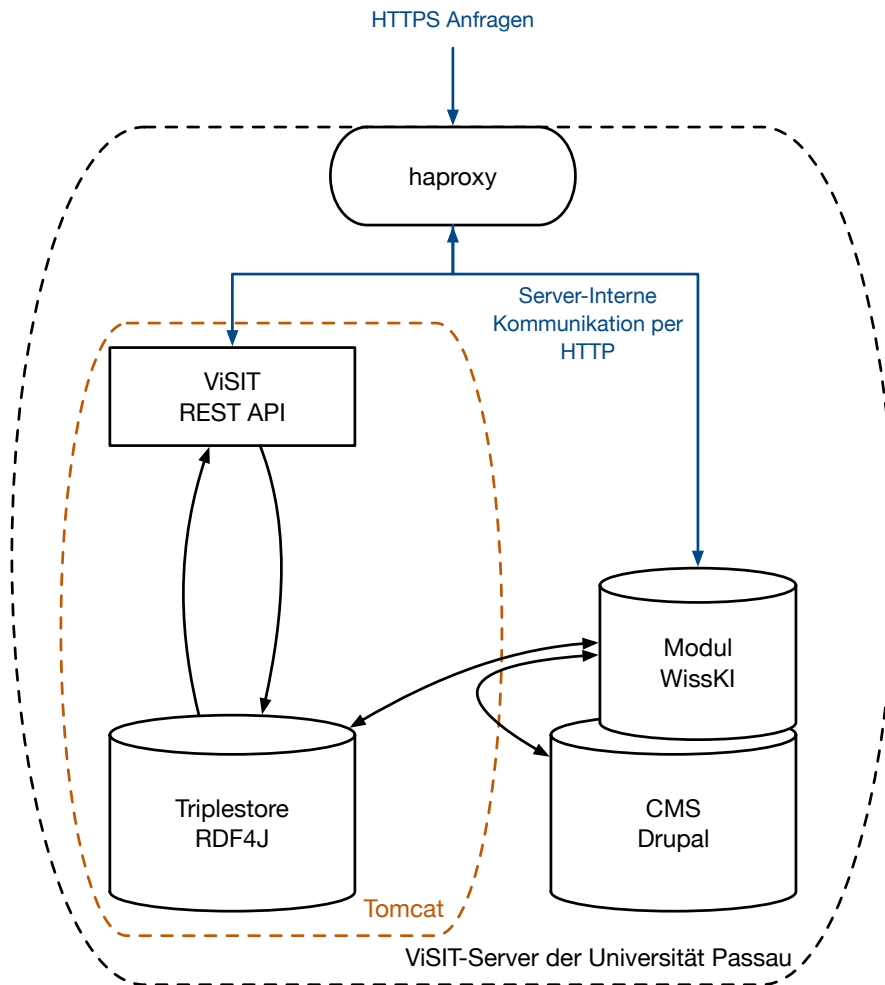 HTTPS Anfragen
haproxy
Server-Interne
Kommunikation per
HTTP
ViSIT
REST API
Modul
WissKI
Triplestore
RDF4J
CMS
Drupal
Tomcat
ViSIT-Server der Universität Passau